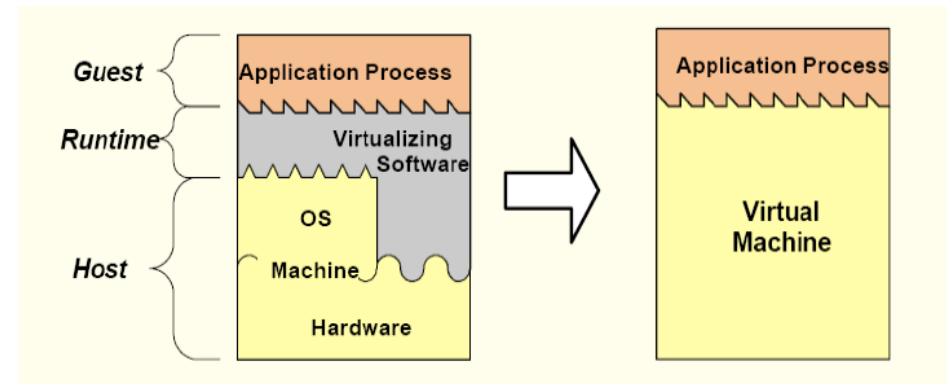 Guest
Application Process
Runtime
Virtualizing
Software
OS
Host
Machine
Hardware
Application Process
Virtual
Machine